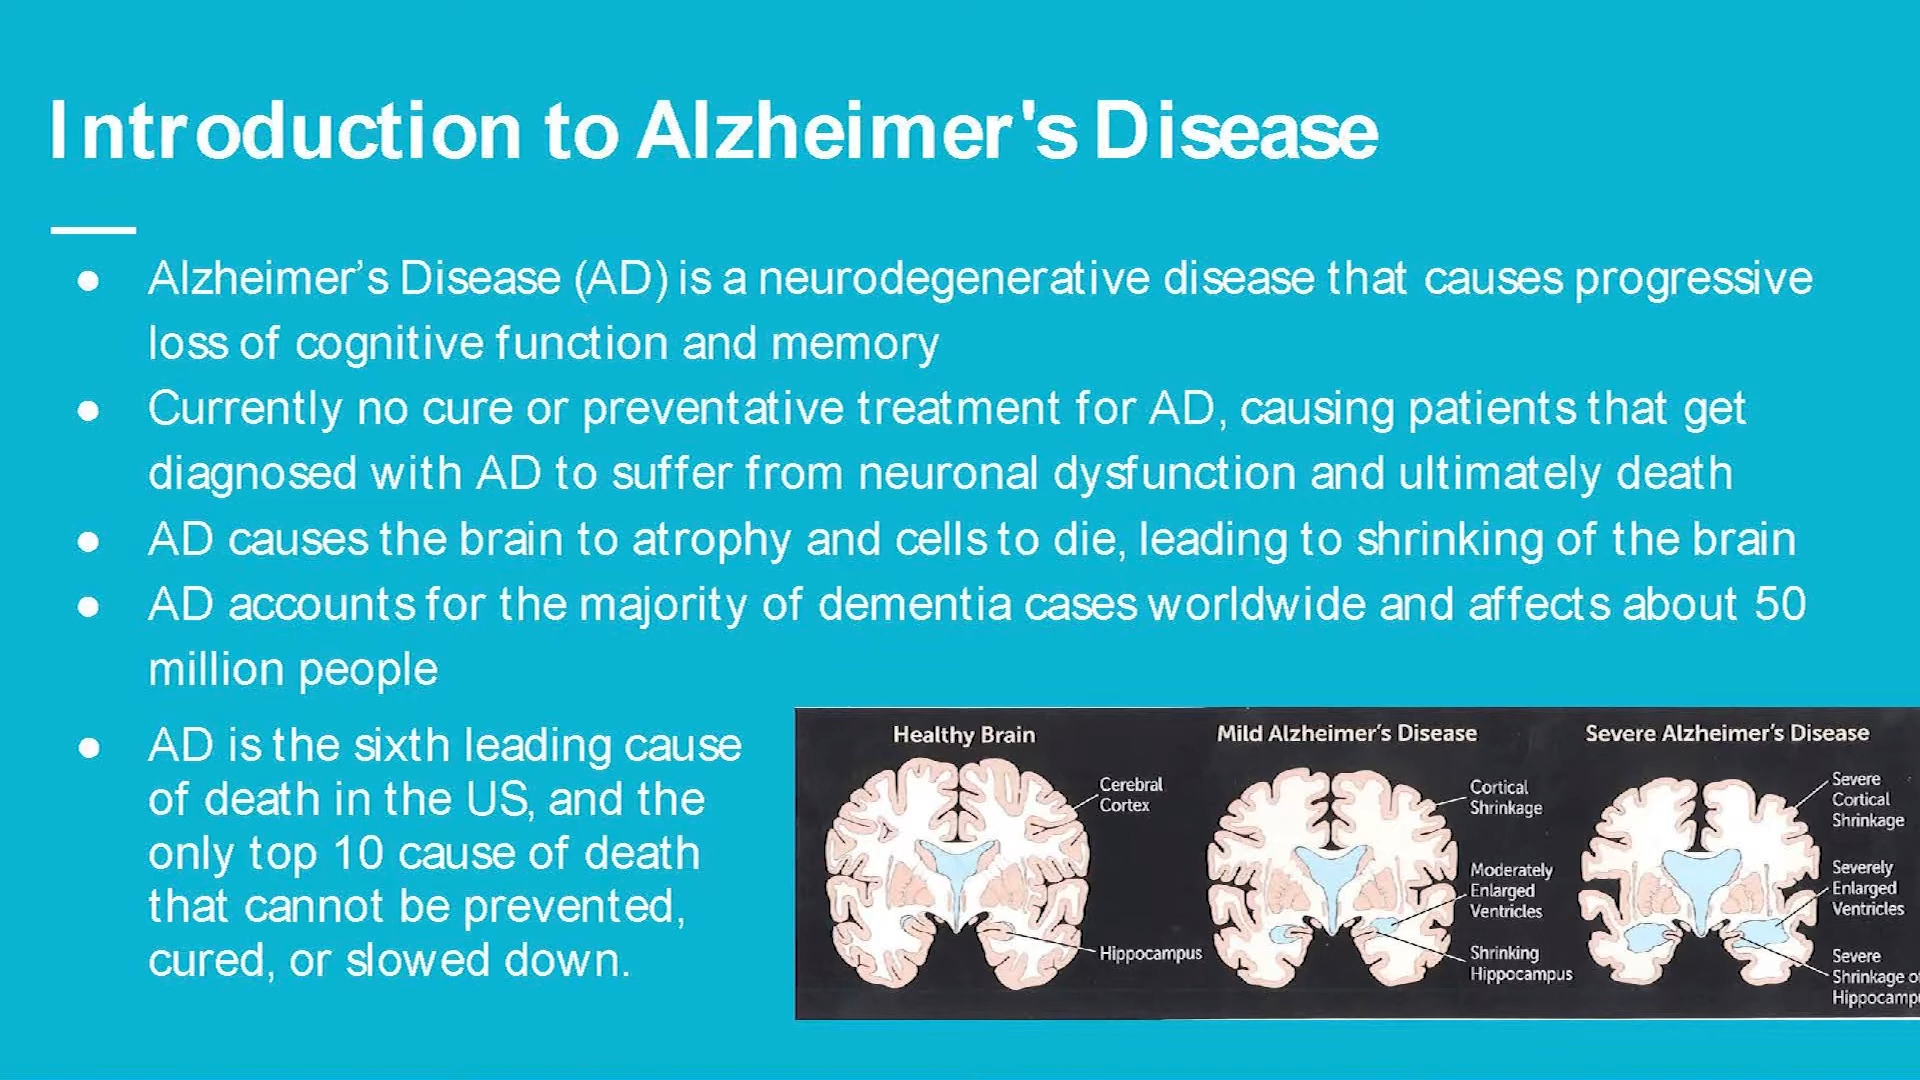 Introduction to Alzheimer's Disease
● Alzheimer’s Disease (AD) is a neurodegenerative disease that causes progressive
loss of cognitive function and memory
● Currently no cure or preventative treatment for AD, causing patients that get
diagnosed with AD to suffer from neuronal dysfunction and ultimately death
● AD causes the brain to atrophy and cells to die, leading to shrinking of the brain
● AD accounts for the majority of dementia cases worldwide and affects about 50
million people
● AD is the sixth leading cause
of death in the US, and the
only top 10 cause of death
that cannot be prevented,
cured, or slowed down.
Healthy Brain
Cerebral
Cortex
Hippocampus
Mild Alzheimer’s Disease
Cortical
Shrinkage
Moderately
Enlarged
Ventricles
Shrinking
Hippocampus
Severe Alzheimer’s Disease
Severe
Cortical
Shrinkage
Severely
Enlarged
Ventricles
Severe
Shrinkage of
Hippocamp